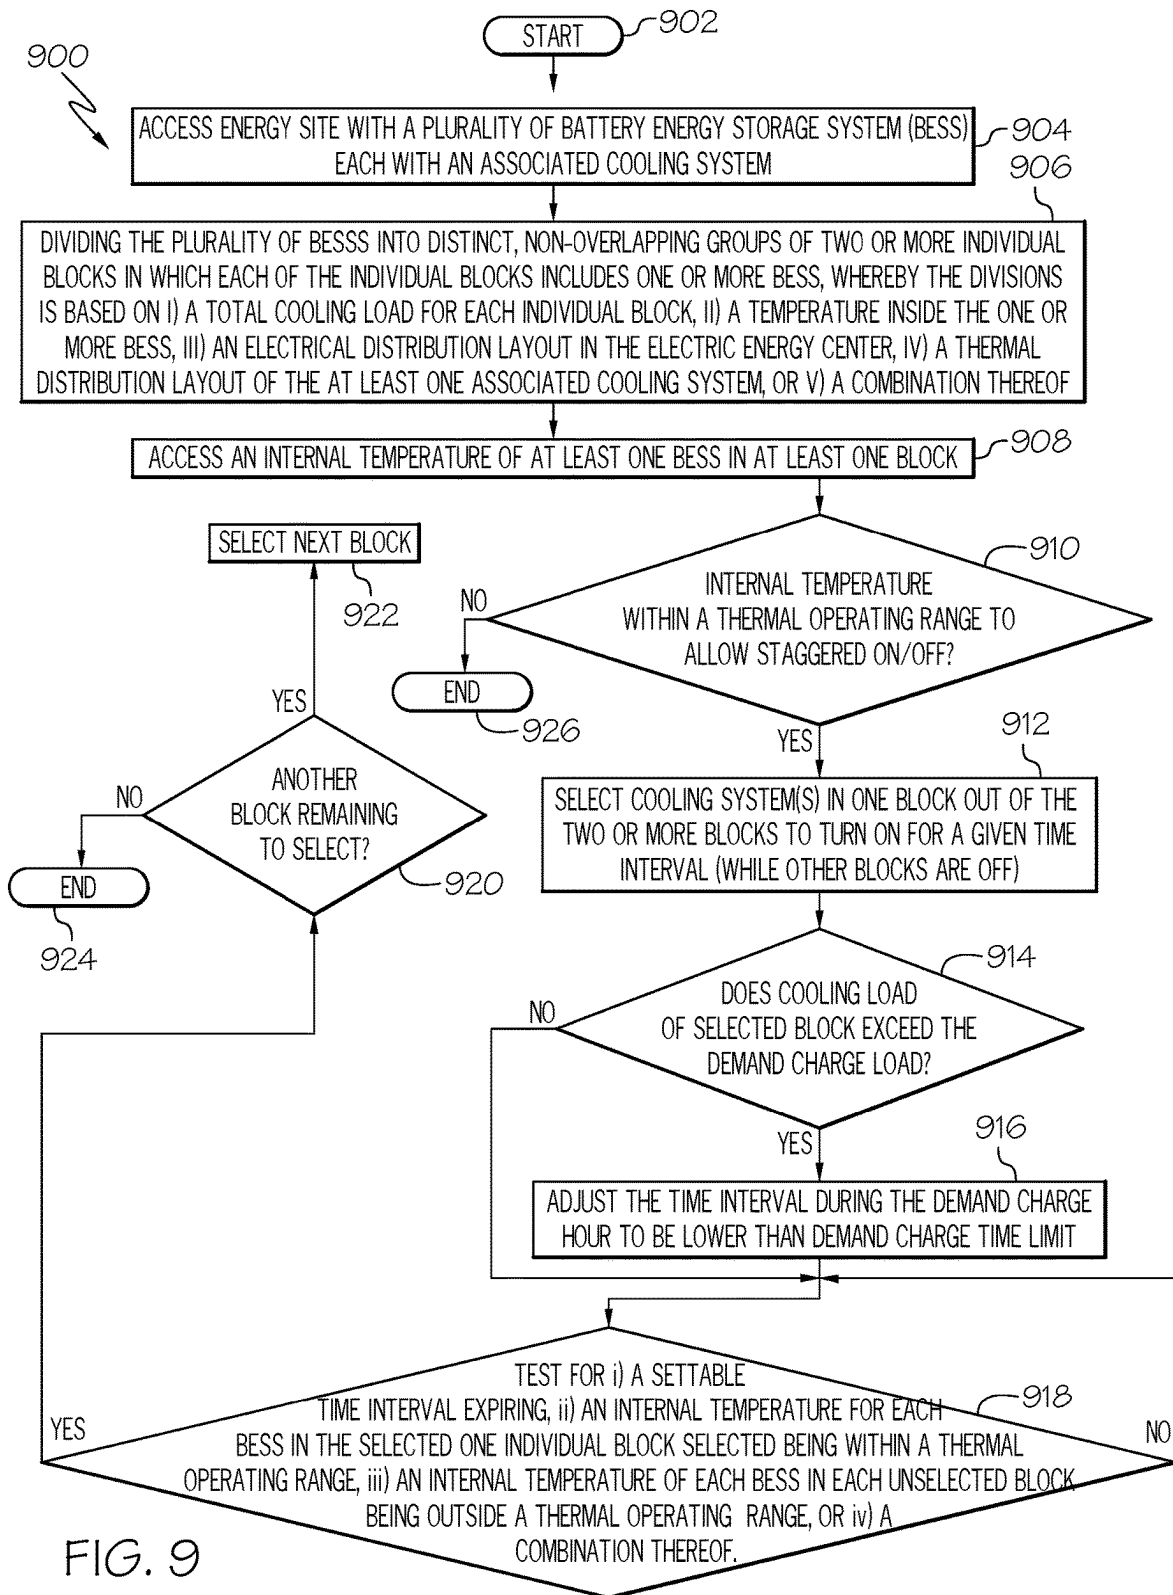 START
902
900
ACCESS ENERGY SITE WITH A PLURALITY OF BATTERY ENERGY STORAGE SYSTEM (BESS)
EACH WITH AN ASSOCIATED COOLING SYSTEM
904
906
DIVIDING THE PLURALITY OF BESSS INTO DISTINCT, NON-OVERLAPPING GROUPS OF TWO OR MORE INDIVIDUAL
BLOCKS IN WHICH EACH OF THE INDIVIDUAL BLOCKS INCLUDES ONE OR MORE BESS, WHEREBY THE DIVISIONS
IS BASED ON I) A TOTAL COOLING LOAD FOR EACH INDIVIDUAL BLOCK, II) A TEMPERATURE INSIDE THE ONE OR
MORE BESS, III) AN ELECTRICAL DISTRIBUTION LAYOUT IN THE ELECTRIC ENERGY CENTER, IV) A THERMAL
DISTRIBUTION LAYOUT OF THE AT LEAST ONE ASSOCIATED COOLING SYSTEM, OR V) A COMBINATION THEREOF
ACCESS AN INTERNAL TEMPERATURE OF AT LEAST ONE BESS IN AT LEAST ONE BLOCK
908
INTERNAL TEMPERATURE
WITHIN A THERMAL OPERATING RANGE TO
ALLOW STAGGERED ON/OFF?
910
NO
END
926
YES
912
SELECT COOLING SYSTEM(S) IN ONE BLOCK OUT OF THE
TWO OR MORE BLOCKS TO TURN ON FOR A GIVEN TIME
INTERVAL (WHILE OTHER BLOCKS ARE OFF)
914
DOES COOLING LOAD
OF SELECTED BLOCK EXCEED THE
DEMAND CHARGE LOAD?
NO
YES
916
ADJUST THE TIME INTERVAL DURING THE DEMAND CHARGE
HOUR TO BE LOWER THAN DEMAND CHARGE TIME LIMIT
TEST FOR i) A SETTABLE
TIME INTERVAL EXPIRING, ii) AN INTERNAL TEMPERATURE FOR EACH
BESS IN THE SELECTED ONE INDIVIDUAL BLOCK SELECTED BEING WITHIN A THERMAL
OPERATING RANGE, iii) AN INTERNAL TEMPERATURE OF EACH BESS IN EACH UNSELECTED BLOCK
BEING OUTSIDE A THERMAL OPERATING RANGE, OR iv) A
COMBINATION THEREOF.
918
NO
YES
ANOTHER
BLOCK REMAINING
TO SELECT?
920
NO
END
924
YES
SELECT NEXT BLOCK
922
FIG. 9